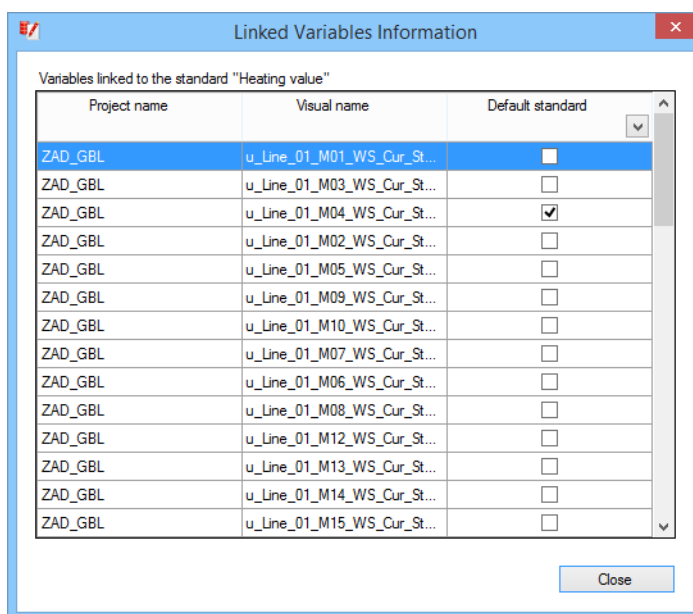 Linked Variables Information
Variables linked to the standard "Heating value"
Project name Visual name Default standard
ZAD_GBL u_Line_01_M01_WS_Cur_St...
ZAD_GBL u_Line_01_M03_WS_Cur_St...
ZAD_GBL u_Line_01_M04_WS_Cur_St...
ZAD_GBL u_Line_01_M02_WS_Cur_St...
ZAD_GBL u_Line_01_M05_WS_Cur_St...
ZAD_GBL u_Line_01_M09_WS_Cur_St...
ZAD_GBL u_Line_01_M10_WS_Cur_St...
ZAD_GBL u_Line_01_M07_WS_Cur_St...
ZAD_GBL u_Line_01_M06_WS_Cur_St...
ZAD_GBL u_Line_01_M08_WS_Cur_St...
ZAD_GBL u_Line_01_M12_WS_Cur_St...
ZAD_GBL u_Line_01_M13_WS_Cur_St...
ZAD_GBL u_Line_01_M14_WS_Cur_St...
ZAD_GBL u_Line_01_M15_WS_Cur_St...
Close